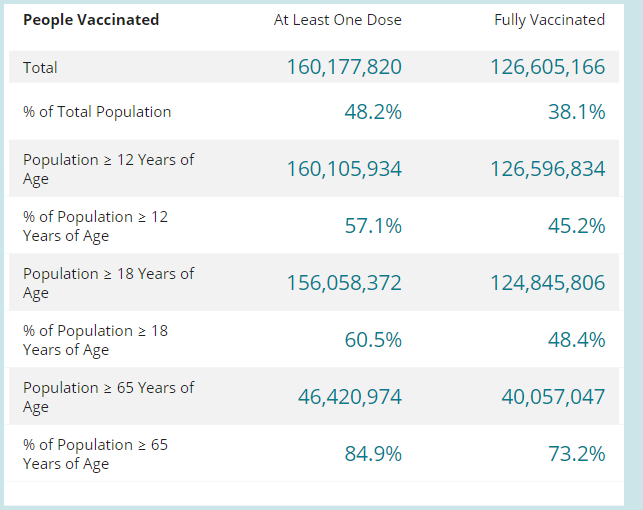 People Vaccinated At Least One Dose Fully Vaccinated
Total 160,177,820 126,605,166
% of Total Population 48.2% 38.1%
Population ≥ 12 Years of
Age 160,105,934 126,596,834
% of Population ≥ 12
Years of Age 57.1% 45.2%
Population ≥ 18 Years of
Age 156,058,372 124,845,806
% of Population ≥ 18
Years of Age 60.5% 48.4%
Population ≥ 65 Years of
Age 46,420,974 40,057,047
% of Population ≥ 65
Years of Age 84.9% 73.2%